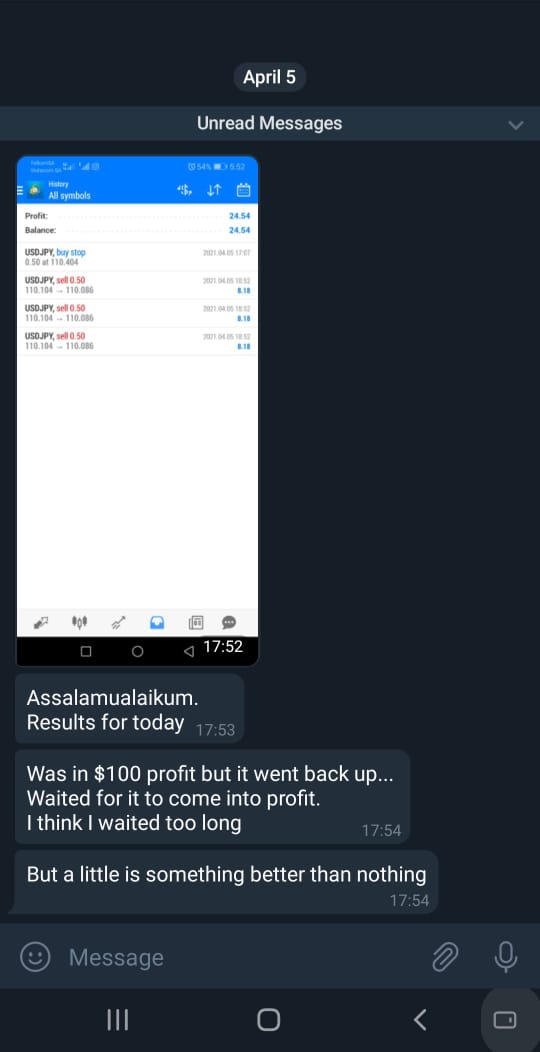 April 5
Unread Messages
54% 5:52
History
All symbols
Profit: 24.54
Balance: 24.54
USDJPY, buy stop 2021.04.05 17:07
0.50 at 110.404
USDJPY, sell 0.50 2021.04.05 18:52
110.104 → 110.086 8.18
USDJPY, sell 0.50 2021.04.05 18:52
110.104 → 110.086 8.18
USDJPY, sell 0.50 2021.04.05 18:52
110.104 → 110.086 8.18
17:52
Assalamualaikum.
Results for today 17:53
Was in $100 profit but it went back up...
Waited for it to come into profit.
I think I waited too long 17:54
But a little is something better than nothing
17:54
Message